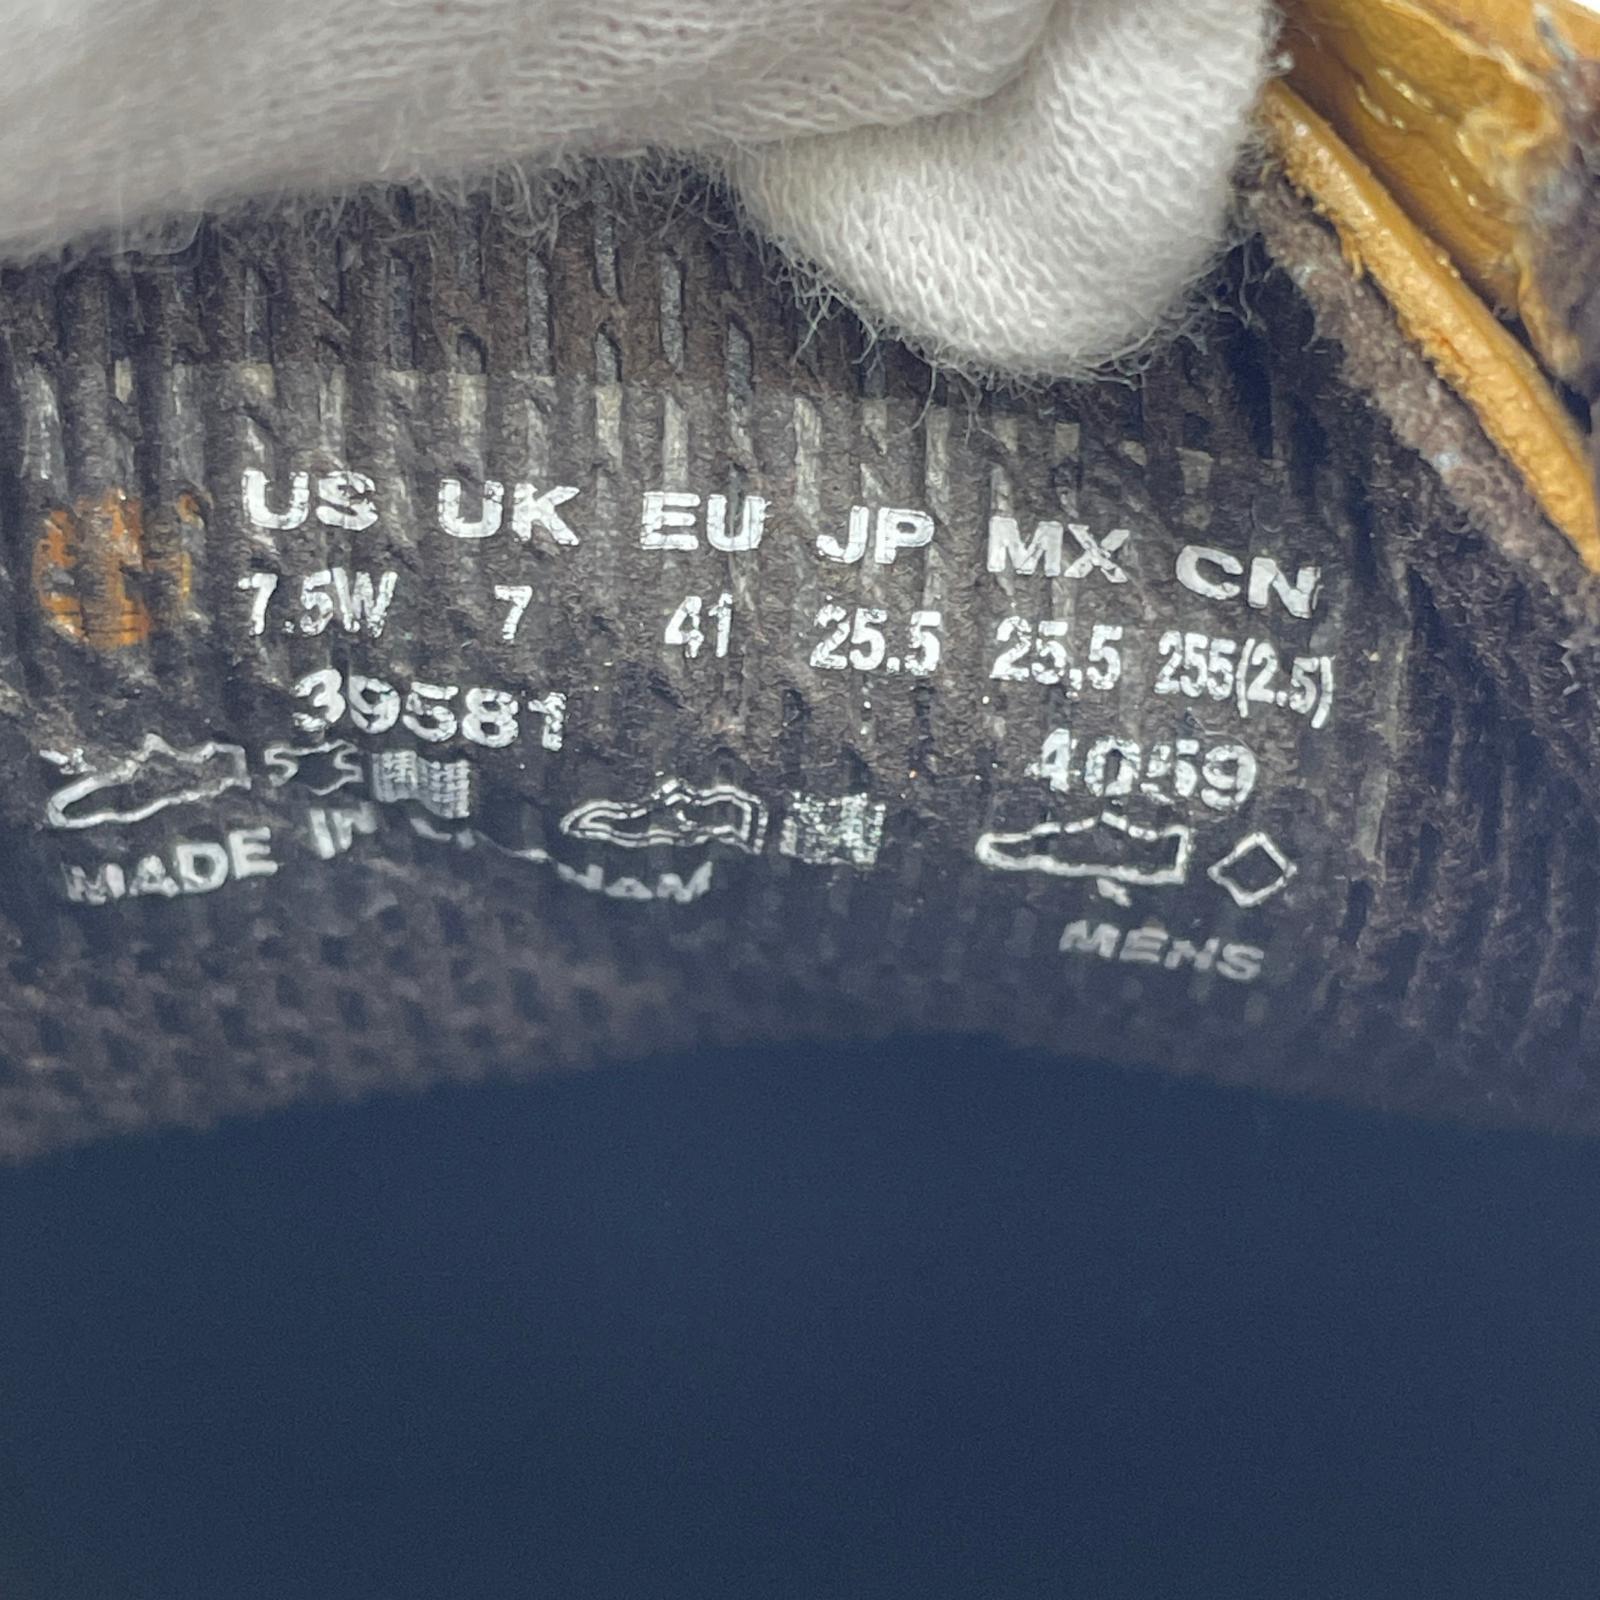 US UK EU JP MX CN
7.5W 7 41 25.5 25,5 255(2.5)
39581 4059
MADE IN
MENS